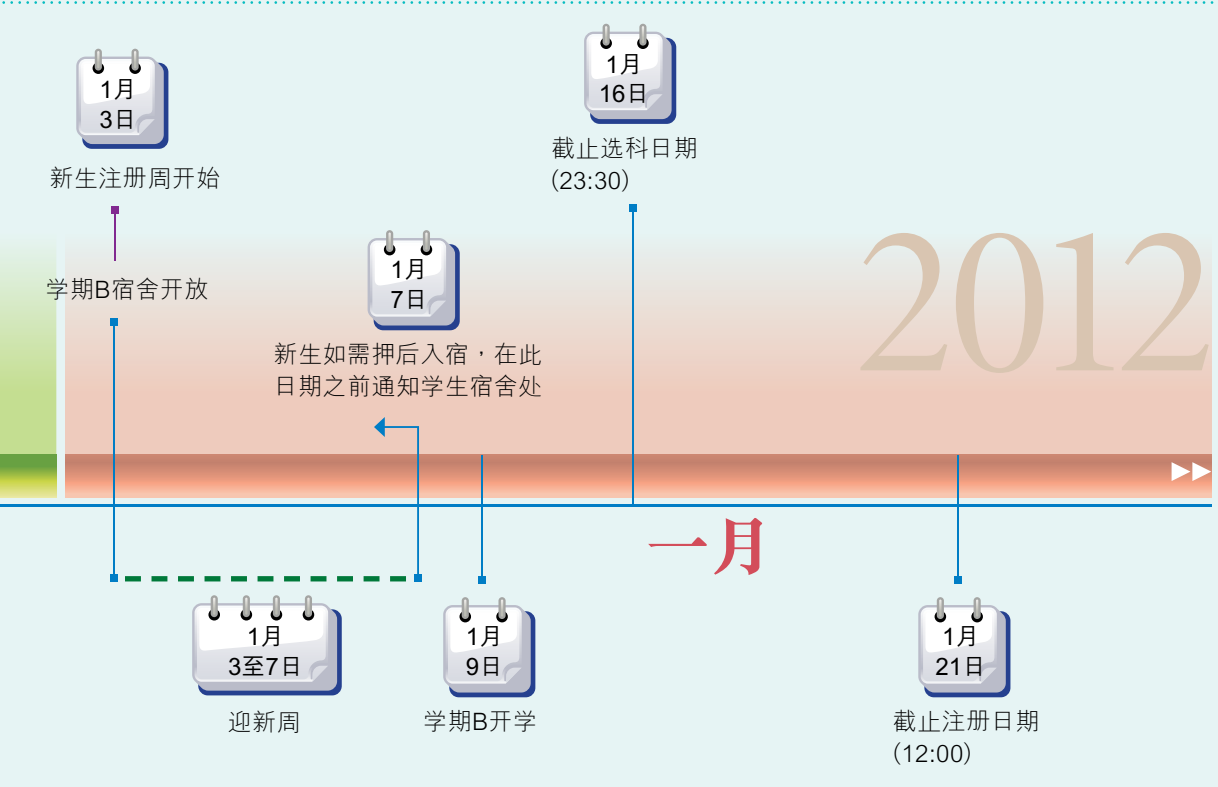 1月
3日
新生注册周开始
学期B宿舍开放
1月
7日
新生如需押后入宿，在此
日期之前通知学生宿舍处
1月
16日
截止选科日期
(23:30)
2012
一月
1月
3至7日
迎新周
1月
9日
学期B开学
1月
21日
截止注册日期
(12:00)